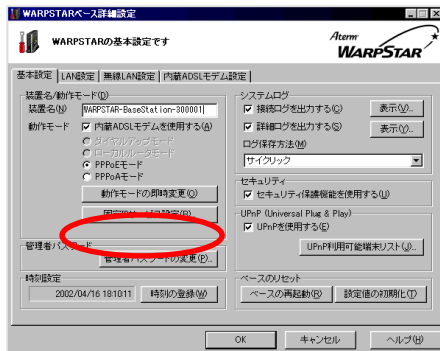 WARPSTARベース詳細設定
WARPSTARの基本設定です
Aterm
WARPSTAR
基本設定
LAN設定
無線LAN設定
内蔵ADSLモデム設定
装置名/動作モード(D)
装置名(N)
WARPSTAR-BaseStation-300001
動作モード
内蔵ADSLモデムを使用する(A)
ダイヤルアップモード
ローカルルータモード
PPPoEモード
PPPoAモード
動作モードの即時変更(Q)
管理者パスワード
管理者パスワードの変更(P)..
時刻設定
2002/04/16 18:10:11
時刻の登録(W)
システムログ
接続ログを出力する(C)
表示(V)..
詳細ログを出力する(S)
表示(Y)..
ログ保存方法(M)
サイクリック
セキュリティ
セキュリティ保護機能を使用する(U)
UPnP (Universal Plug & Play)
UPnPを使用する(E)
UPnP利用可能端末リスト(J)..
ベースのリセット
ベースの再起動(R)
設定値の初期化(T)
OK
キャンセル
ヘルプ(H)